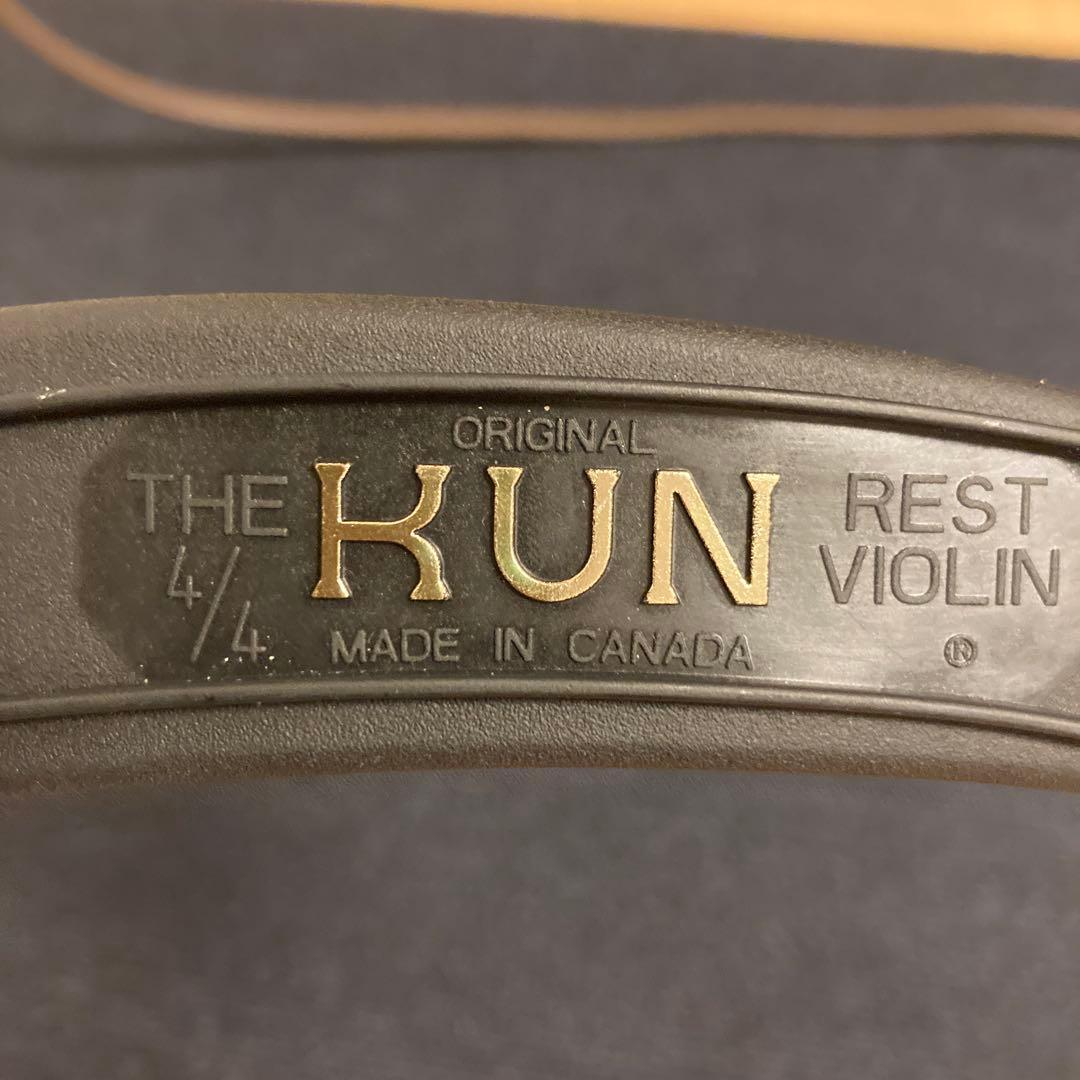 ORIGINAL
THE KUN REST
4/4 VIOLIN
MADE IN CANADA ®